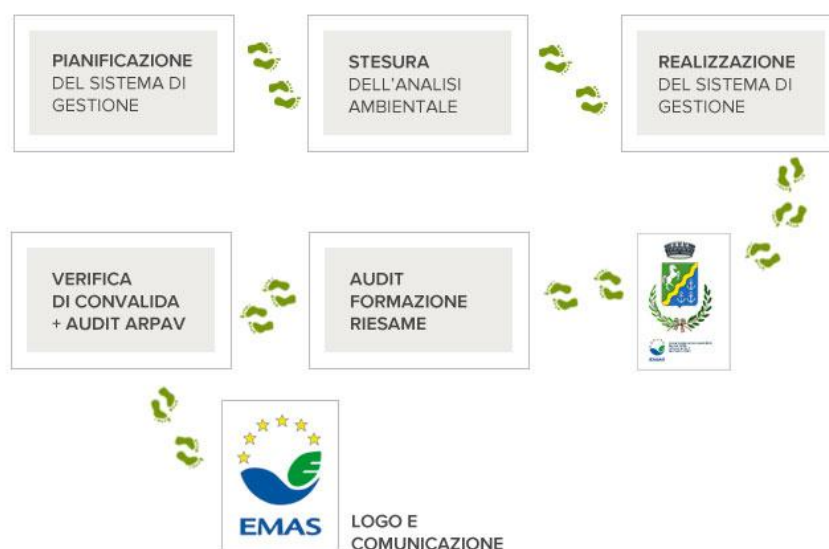 PIANIFICAZIONE
DEL SISTEMA DI
GESTIONE
STESURA
DELL'ANALISI
AMBIENTALE
REALIZZAZIONE
DEL SISTEMA DI
GESTIONE
VERIFICA
DI CONVALIDA
+ AUDIT ARPAV
AUDIT
FORMAZIONE
RIESAME
EMAS
EMAS
LOGO E
COMUNICAZIONE